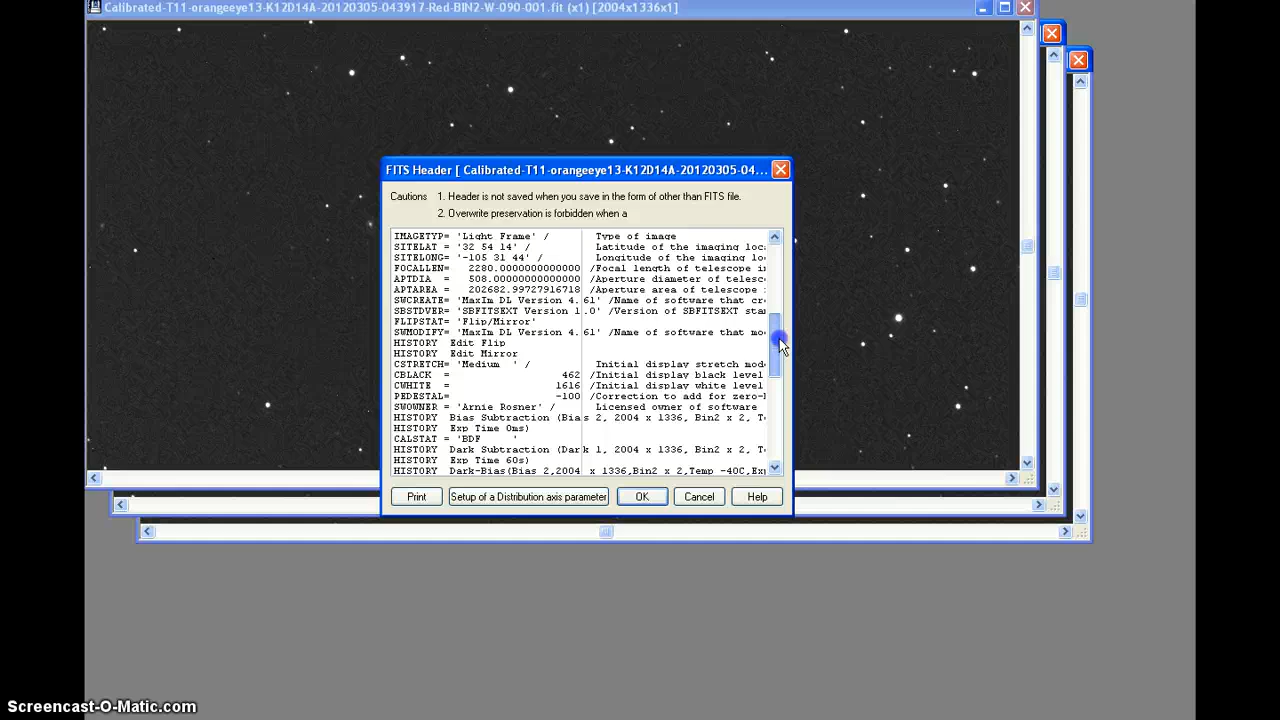 Calibrated-T11-orangeeye13-K12D14A-20120305-043917-Red-BIN2-W-090-001.fit (x1) [2004x1336x1]
FITS Header [ Calibrated-T11-orangeeye13-K12D14A-20120305-04...
Cautions 1. Header is not saved when you save in the form of other than FITS file.
2. Overwrite preservation is forbidden when a
IMAGETYP= 'Light Frame' / Type of image
SITELAT = '32 54 14' / Latitude of the imaging loc
SITELONG= '-105 31 44' / Longitude of the imaging lo
FOCALLEN= 2280.0000000000000 /Focal length of telescope i
APTDIA = 508.00000000000000 /Aperture diameter of telesc
APTAREA = 202682.99727916718 /Aperture area of telescope
SWCREATE= 'MaxIm DL Version 4.61' /Name of software that cr
SBSTDVER= 'SBFITSEXT Version 1.0' /Version of SBFITSEXT sta
FLIPSTAT= 'Flip/Mirror'
SWMODIFY= 'MaxIm DL Version 4.61' /Name of software that mo
HISTORY Edit Flip
HISTORY Edit Mirror
CSTRETCH= 'Medium ' / Initial display stretch mod
CBLACK = 462 /Initial display black level
CWHITE = 1616 /Initial display white level
PEDESTAL= -100 /Correction to add for zero-
SWOWNER = 'Arnie Rosner' / Licensed owner of software
HISTORY Bias Subtraction (Bias 2, 2004 x 1336, Bin2 x 2, T
HISTORY Exp Time 0ms)
CALSTAT = 'BDF '
HISTORY Dark Subtraction (Dark 1, 2004 x 1336, Bin2 x 2, T
HISTORY Exp Time 60s)
HISTORY Dark-Bias(Bias 2,2004 x 1336,Bin2 x 2,Temp -40C,Ex
Print Setup of a Distribution axis parameter OK Cancel Help
Screencast-O-Matic.com